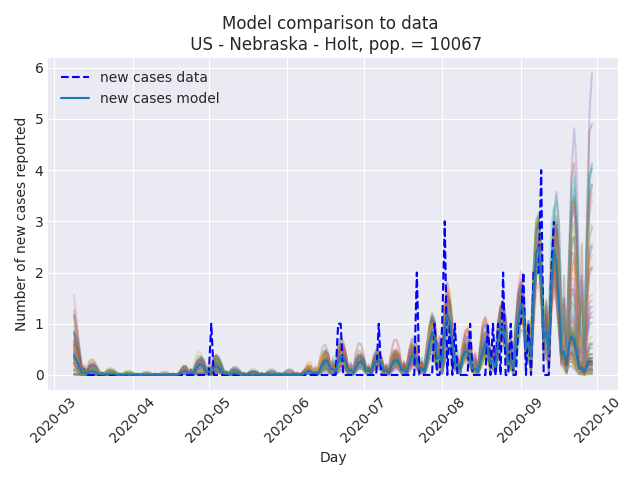 Model comparison to data
US - Nebraska - Holt, pop. = 10067
new cases data
new cases model
Number of new cases reported
6
5
4
3
2
1
0
2020-03
2020-04
2020-05
2020-06
2020-07
2020-08
2020-09
2020-10
Day